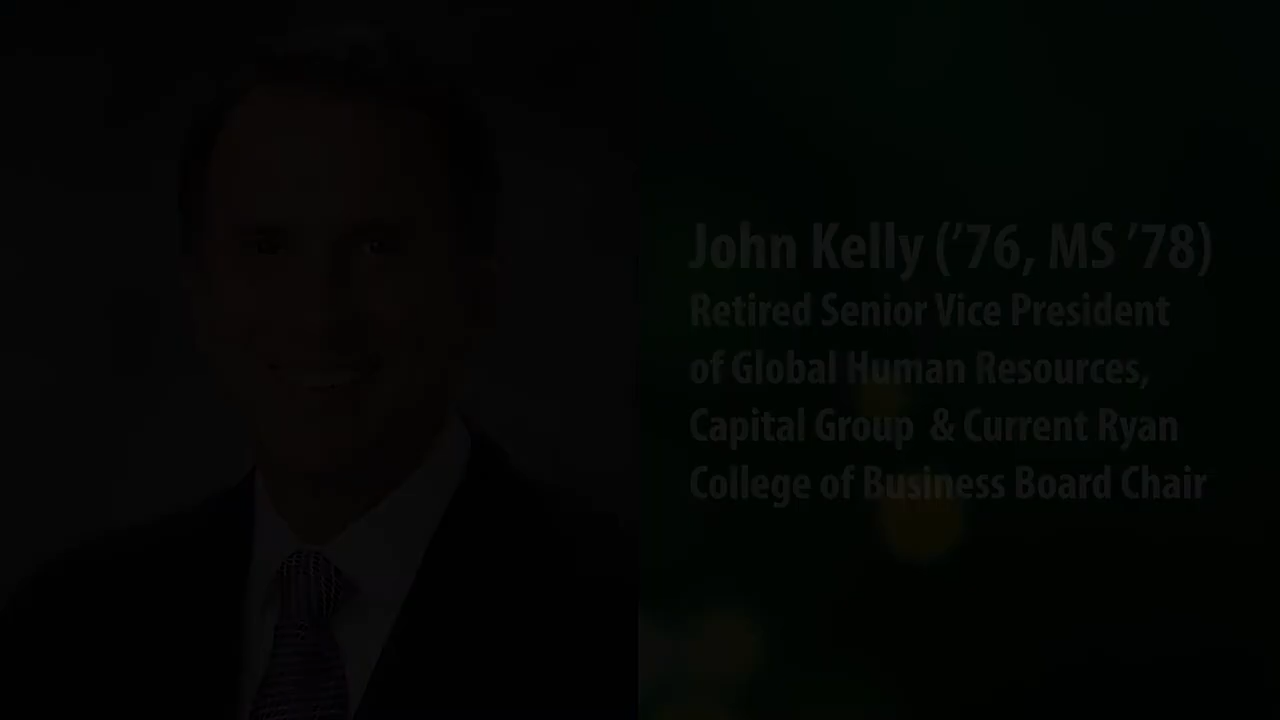 John Kelly (’76, MS ’78)
Retired Senior Vice President
of Global Human Resources,
Capital Group & Current Ryan
College of Business Board Chair